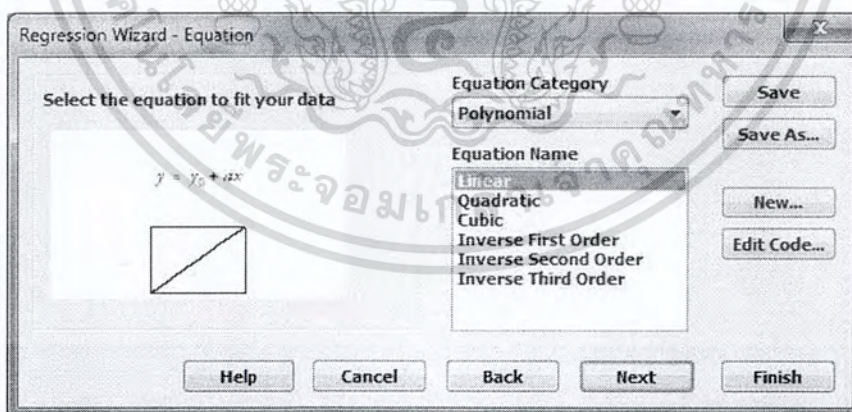 Regression Wizard - Equation
Select the equation to fit your data
y = y₀ + ax
Equation Category
Polynomial
Equation Name
Linear
Quadratic
Cubic
Inverse First Order
Inverse Second Order
Inverse Third Order
Save
Save As...
New...
Edit Code...
Help
Cancel
Back
Next
Finish